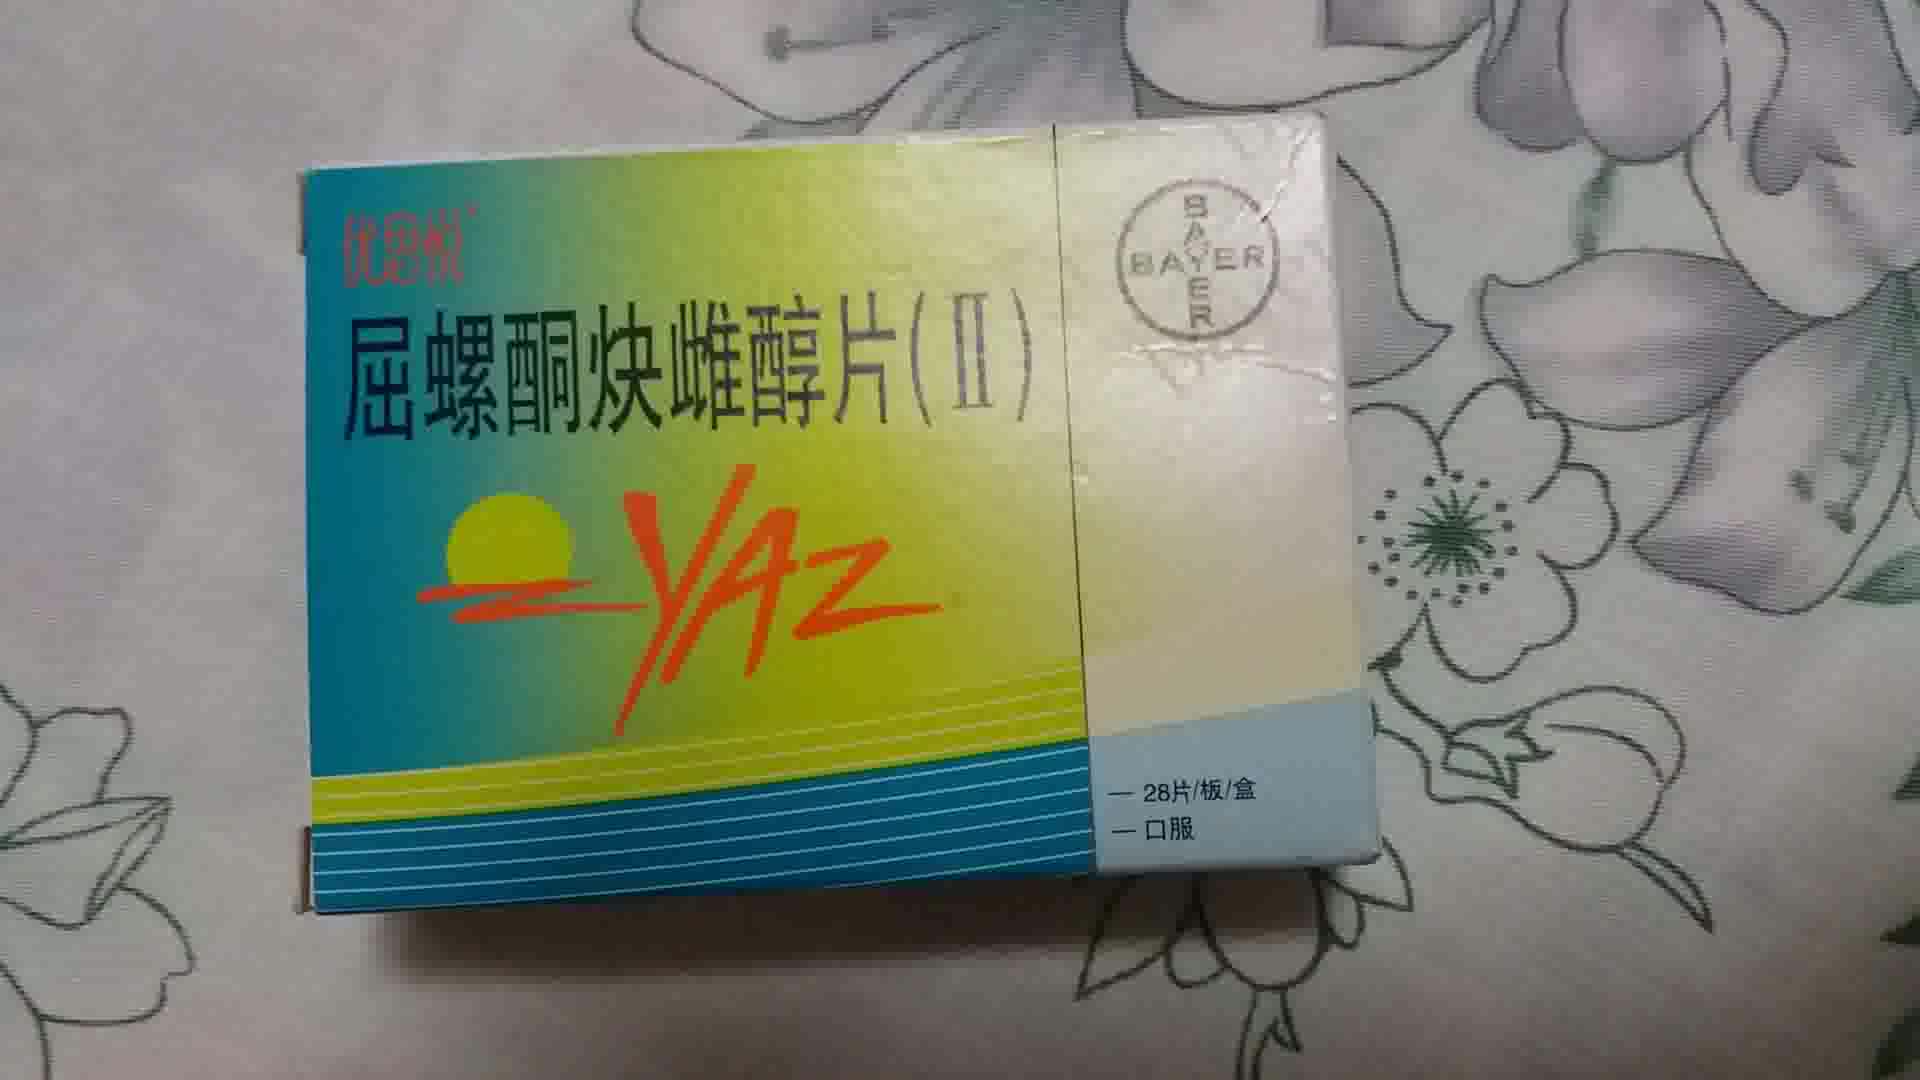 优思悦®
屈螺酮炔雌醇片(Ⅱ)
YAZ
BAYER
BAYER
— 28片/板/盒
— 口服